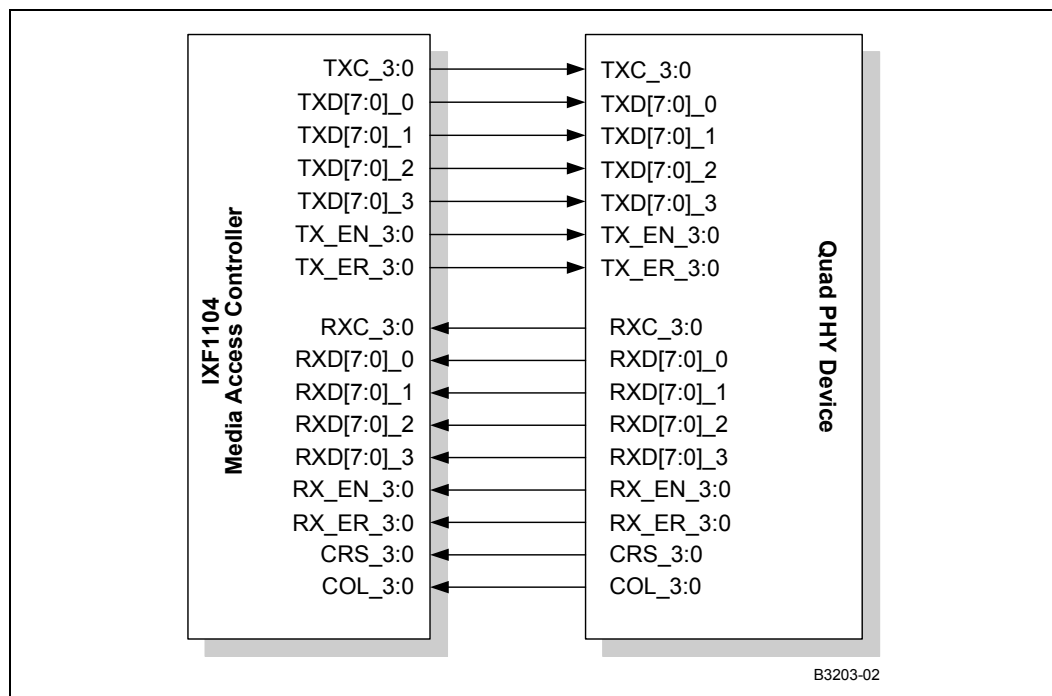 IXF1104
Media Access Controller
TXC_3:0
TXD[7:0]_0
TXD[7:0]_1
TXD[7:0]_2
TXD[7:0]_3
TX_EN_3:0
TX_ER_3:0
RXC_3:0
RXD[7:0]_0
RXD[7:0]_1
RXD[7:0]_2
RXD[7:0]_3
RX_EN_3:0
RX_ER_3:0
CRS_3:0
COL_3:0
TXC_3:0
TXD[7:0]_0
TXD[7:0]_1
TXD[7:0]_2
TXD[7:0]_3
TX_EN_3:0
TX_ER_3:0
RXC_3:0
RXD[7:0]_0
RXD[7:0]_1
RXD[7:0]_2
RXD[7:0]_3
RX_EN_3:0
RX_ER_3:0
CRS_3:0
COL_3:0
Quad PHY Device
B3203-02